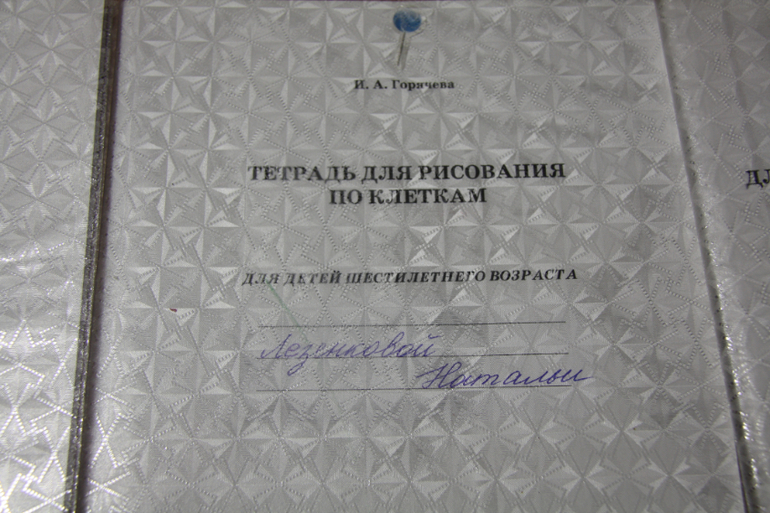 И. А. Горячева
ТЕТРАДЬ ДЛЯ РИСОВАНИЯ
ПО КЛЕТКАМ
ДЛЯ ДЕТЕЙ ШЕСТИЛЕТНЕГО ВОЗРАСТА
Лезенковой
Натальи